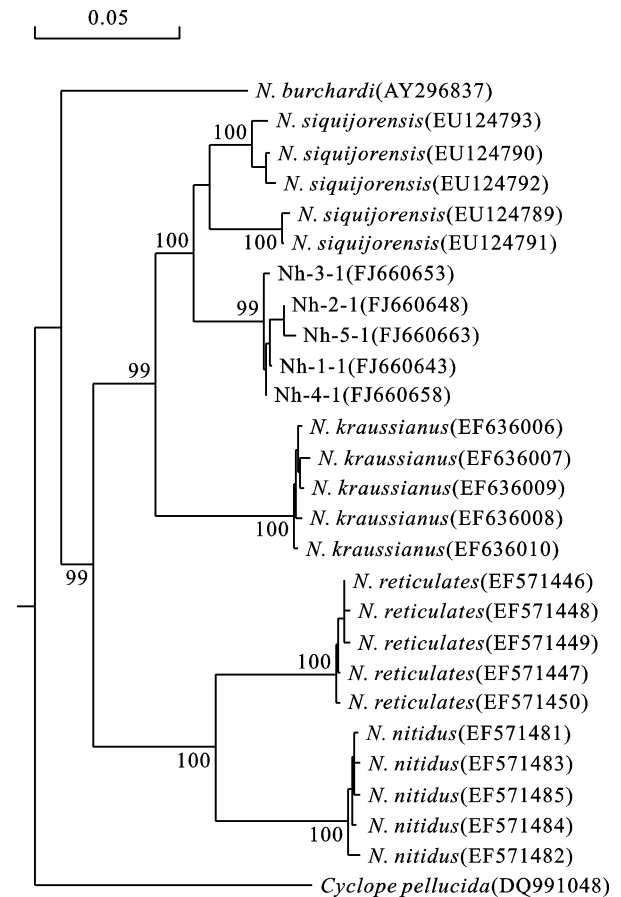 0.05
N. burchardi(AY296837)
N. siquijorensis(EU124793)
100
N. siquijorensis(EU124790)
N. siquijorensis(EU124792)
N. siquijorensis(EU124789)
100
N. siquijorensis(EU124791)
100
Nh-3-1(FJ660653)
99
Nh-2-1(FJ660648)
Nh-5-1(FJ660663)
Nh-1-1(FJ660643)
99
Nh-4-1(FJ660658)
N. kraussianus(EF636006)
N. kraussianus(EF636007)
N. kraussianus(EF636009)
N. kraussianus(EF636008)
100
N. kraussianus(EF636010)
99
N. reticulates(EF571446)
N. reticulates(EF571448)
N. reticulates(EF571449)
100
N. reticulates(EF571447)
N. reticulates(EF571450)
N. nitidus(EF571481)
100
N. nitidus(EF571483)
N. nitidus(EF571485)
N. nitidus(EF571484)
100
N. nitidus(EF571482)
Cyclope pellucida(DQ991048)